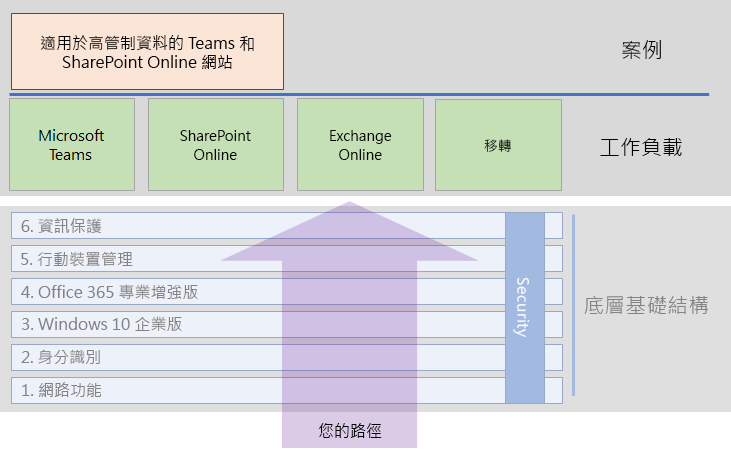 適用於高管制資料的 Teams 和
SharePoint Online 網站
案例
Microsoft
Teams
SharePoint
Online
Exchange
Online
移轉
工作負載
6. 資訊保護
5. 行動裝置管理
4. Office 365 專業增強版
3. Windows 10 企業版
2. 身分識別
1. 網路功能
Security
底層基礎結構
您的路徑